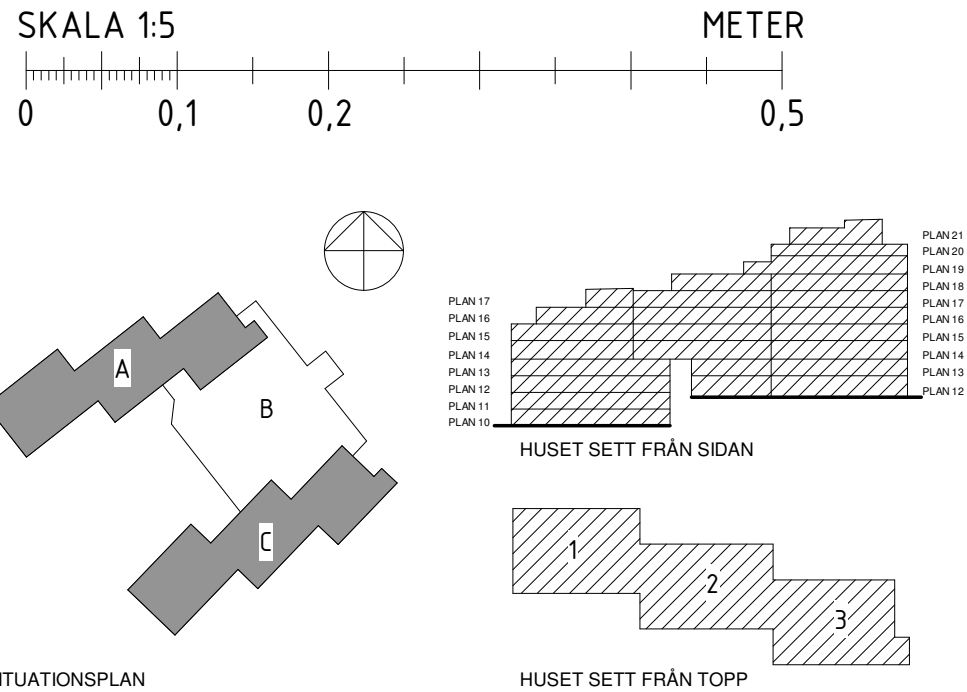 SKALA 1:5 METER
0 0,1 0,2 0,5
PLAN 21
PLAN 20
PLAN 19
PLAN 18
PLAN 17
PLAN 16
PLAN 15
PLAN 14
PLAN 13
PLAN 12
PLAN 17
PLAN 16
PLAN 15
PLAN 14
PLAN 13
PLAN 12
PLAN 11
PLAN 10
HUSET SETT FRÅN SIDAN
A
B
C
1
2
3
ITUATIONSPLAN
HUSET SETT FRÅN TOPP